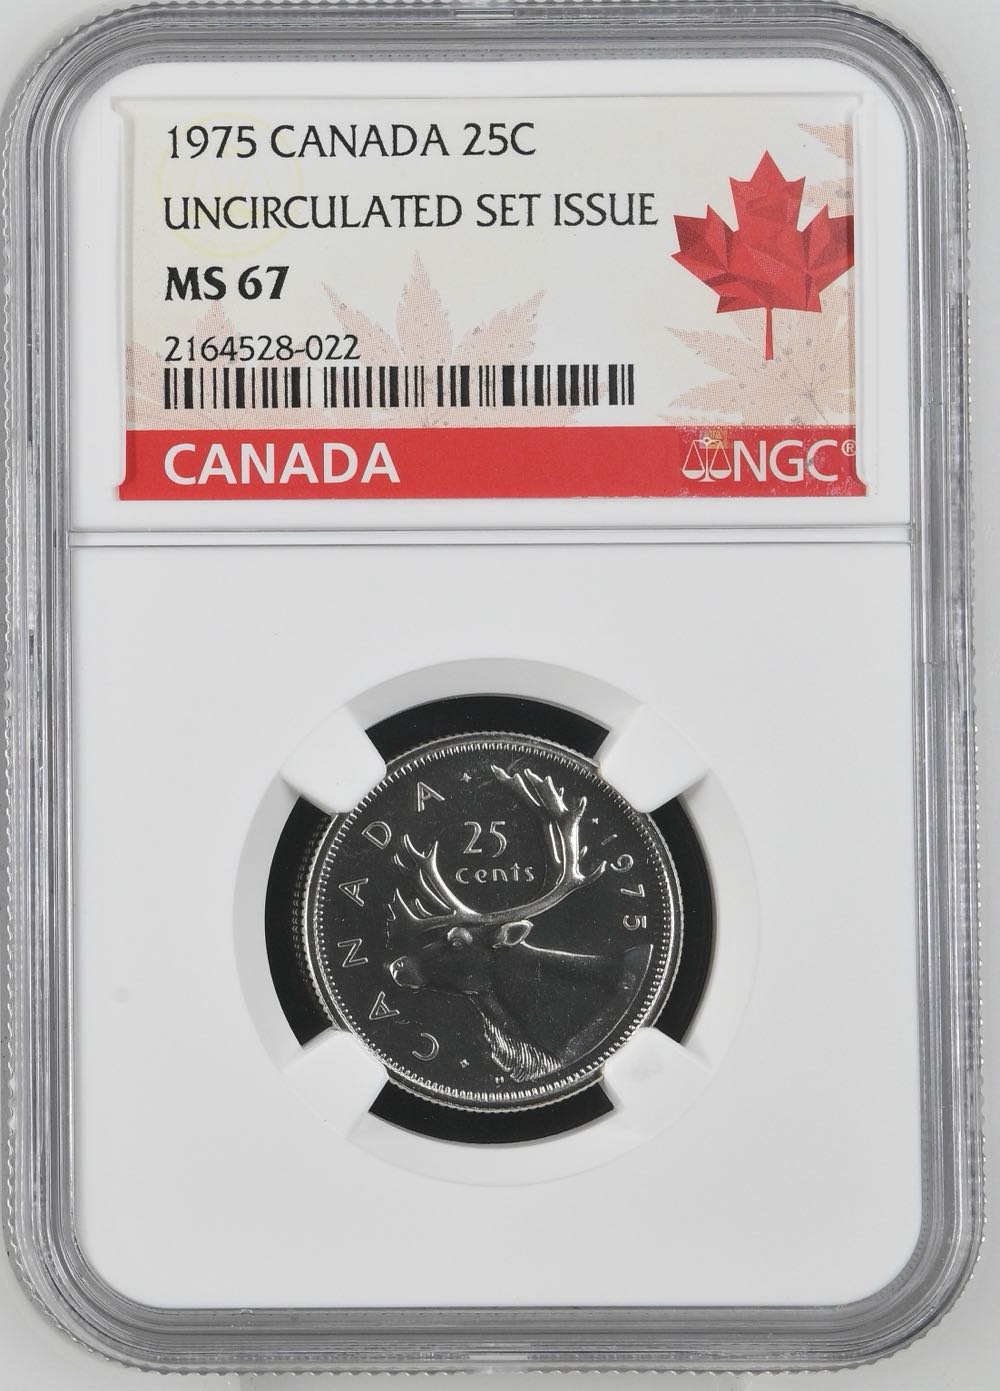 1975 CANADA 25C
UNCIRCULATED SET ISSUE
MS 67
2164528-022
CANADA
NGC®
CANADA
25
cents
1975
H